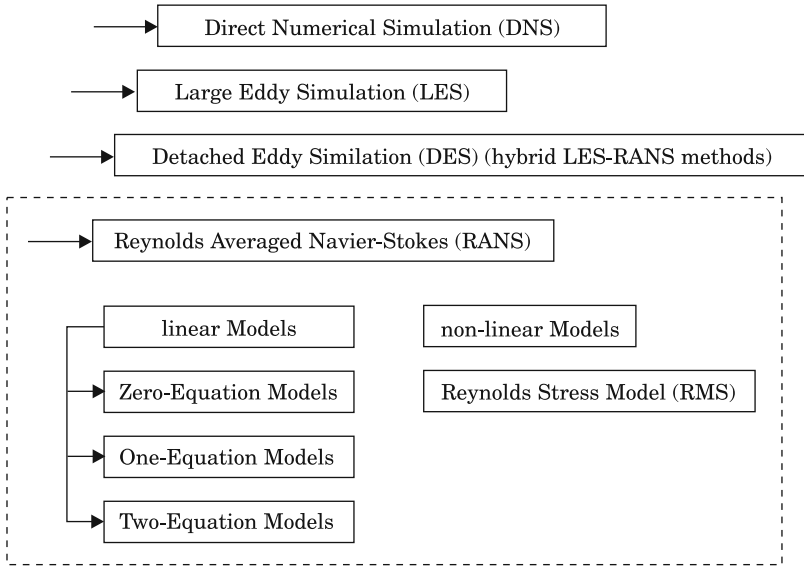 Direct Numerical Simulation (DNS)
Large Eddy Simulation (LES)
Detached Eddy Similation (DES) (hybrid LES-RANS methods)
Reynolds Averaged Navier-Stokes (RANS)
linear Models
non-linear Models
Zero-Equation Models
Reynolds Stress Model (RMS)
One-Equation Models
Two-Equation Models